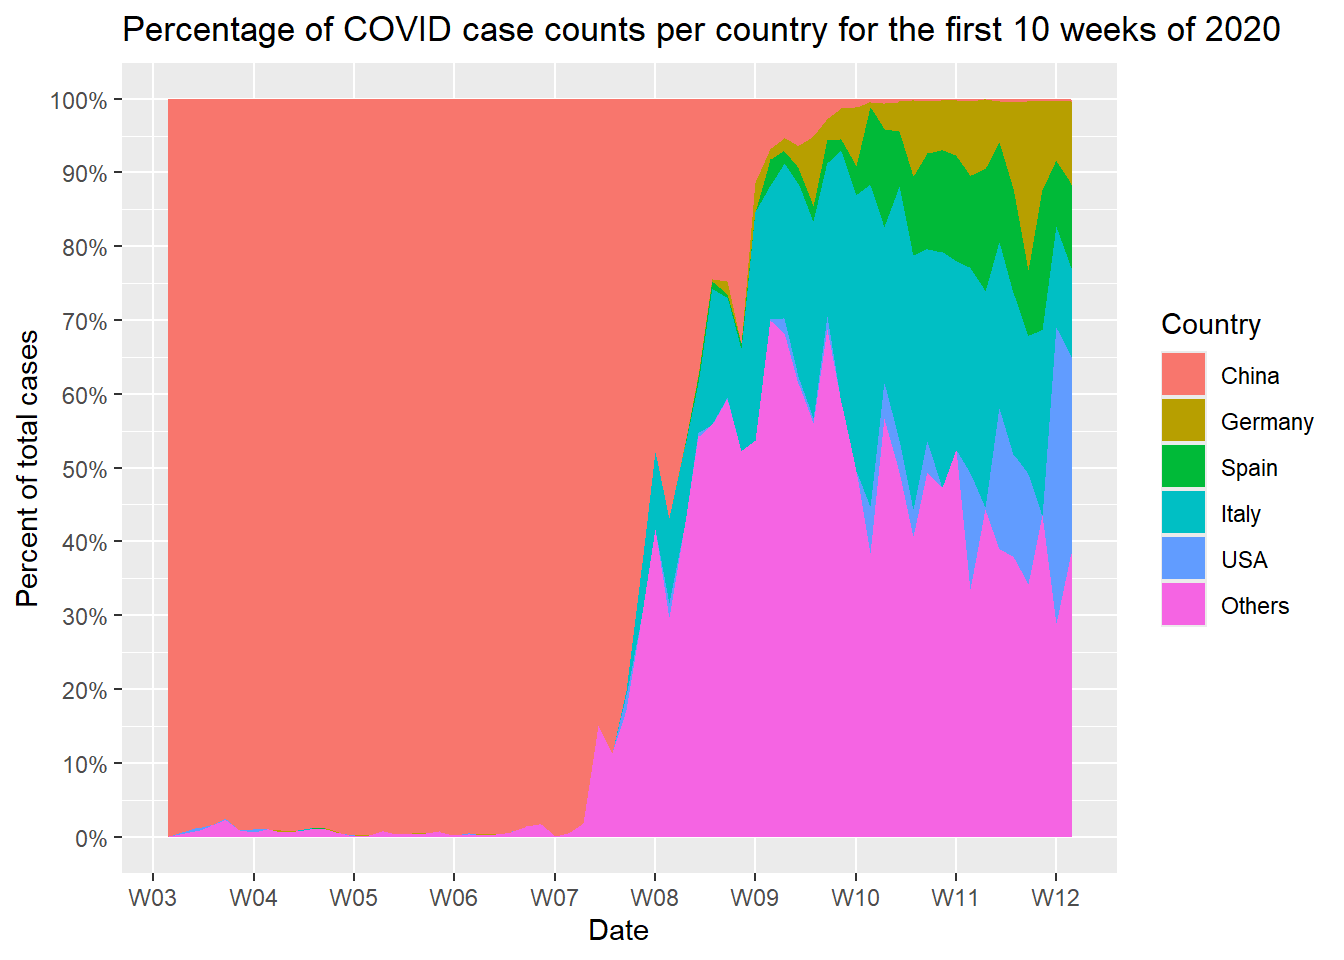 Percentage of COVID case counts per country for the first 10 weeks of 2020
Percent of total cases
100%
90%
80%
70%
60%
50%
40%
30%
20%
10%
0%
W03 W04 W05 W06 W07 W08 W09 W10 W11 W12
Date
Country
China
Germany
Spain
Italy
USA
Others